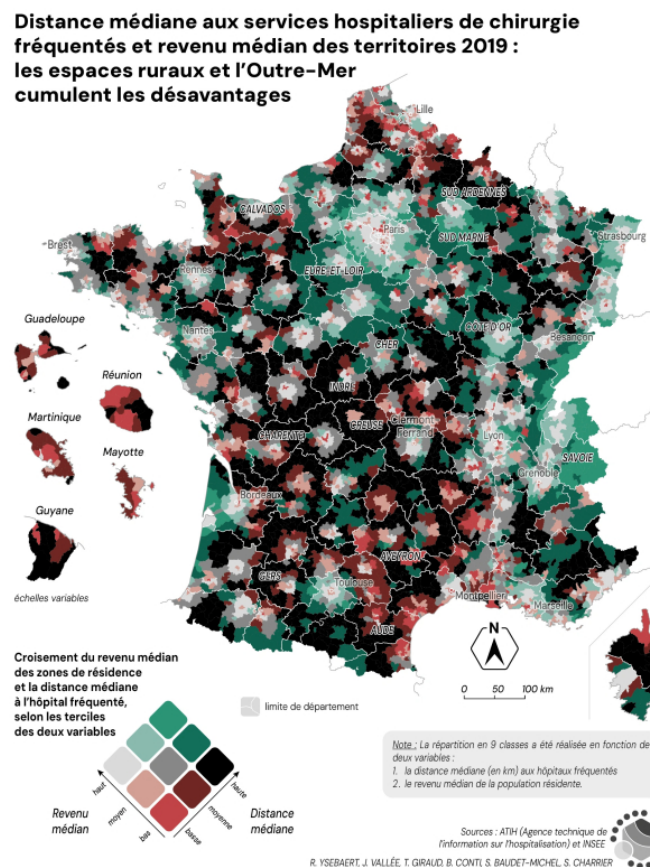 Distance médiane aux services hospitaliers de chirurgie
fréquentés et revenu médian des territoires 2019 :
les espaces ruraux et l'Outre-Mer
cumulent les désavantages
Lille
SUD ARDENNES
CALVADOS
Paris
Brest
SUD MARNE
Strasbourg
Rennes
EURE-ET-LOIR
Guadeloupe
Nantes
CÔTE D'OR
Besançon
CHER
Réunion
INDRE
Martinique
CREUSE
Clermont
Ferrand
CHARENTE
Lyon
Mayotte
SAVOIE
Grenoble
Bordeaux
Guyane
AVEYRON
GERS
Toulouse
Montpellier
Marseille
échelles variables
AUDE
N
0 50 100 km
Croisement du revenu médian
des zones de résidence
et la distance médiane
à l'hôpital fréquenté,
selon les terciles
des deux variables
limite de département
haut
moyen
bas
basse
moyenne
haute
Revenu
médian
Distance
médiane
Note : La répartition en 9 classes a été réalisée en fonction de
deux variables :
1. la distance médiane (en km) aux hôpitaux fréquentés
2. le revenu médian de la population résidente.
Sources : ATIH (Agence technique de
l'information sur l'hospitalisation) et INSEE
R. YSEBAERT, J. VALLÉE, T. GIRAUD, B. CONTI, S. BAUDET-MICHEL, S. CHARRIER